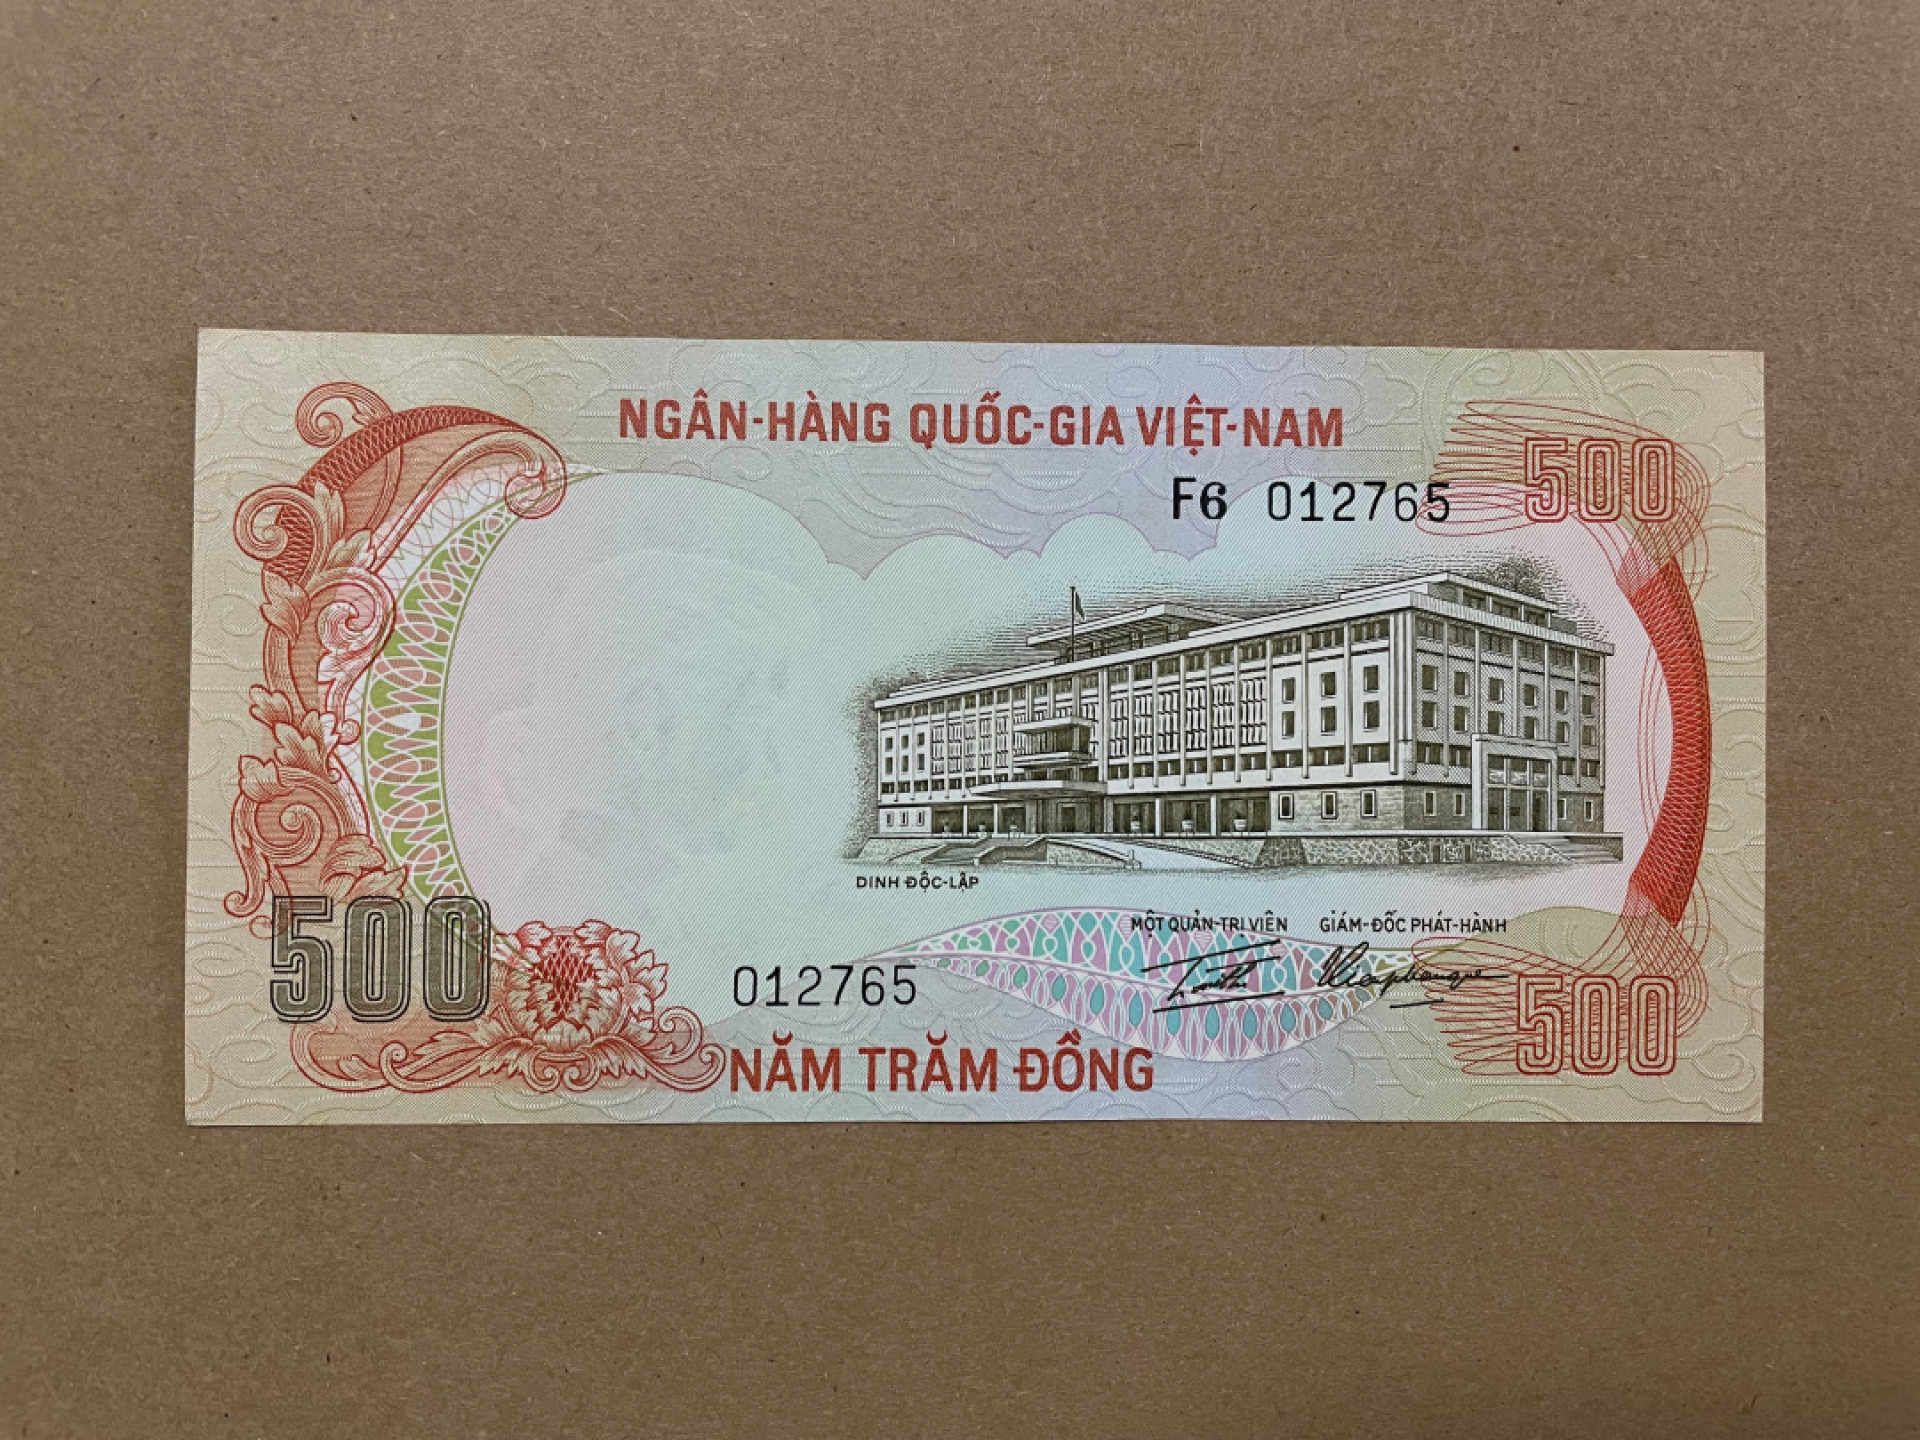 NGÂN-HÀNG QUỐC-GIA VIỆT-NAM
500
F6 012765
DINH ĐỘC-LẬP
MỘT QUẢN-TRỊ VIÊN GIÁM-ĐỐC PHÁT-HÀNH
500
012765
500
NĂM TRĂM ĐỒNG